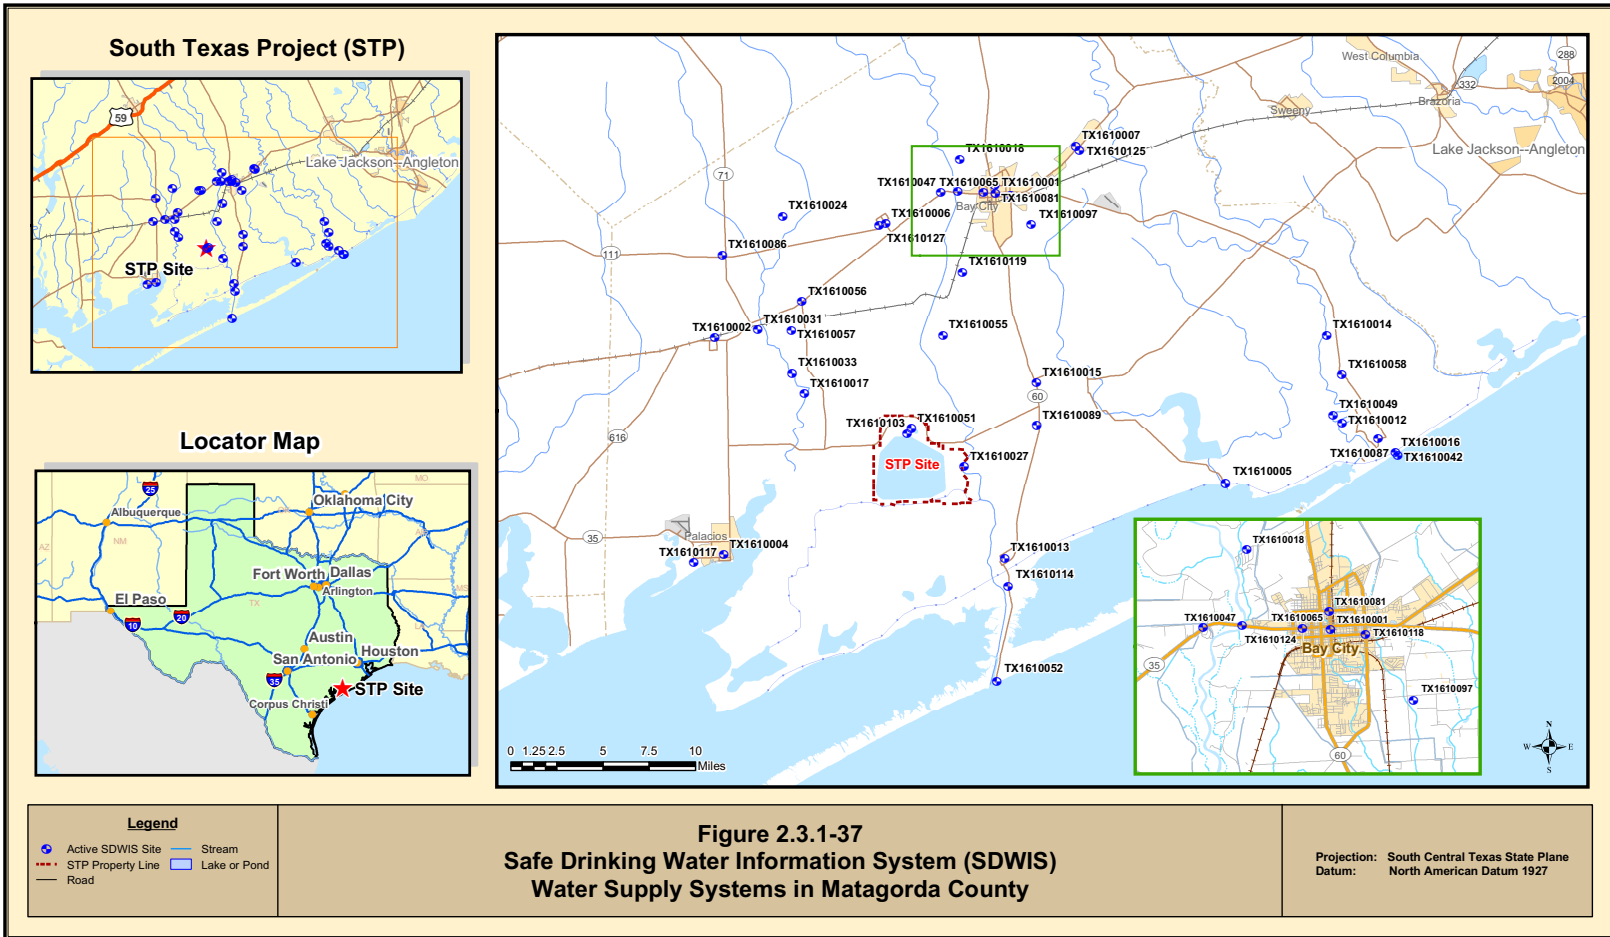 South Texas Project (STP)
59
Lake Jackson--Angleton
STP Site
Locator Map
25
MO
Oklahoma City
Albuquerque
AZ
NM
Fort Worth
Dallas
Arlington
TX
El Paso
10
20
Austin
Houston
San Antonio
35
STP Site
Corpus Christi
288
West Columbia
2004
332
Brazoria
Sweeny
Lake Jackson--Angleton
TX1610007
TX1610125
TX1610018
71
TX1610047
TX1610065
TX1610001
TX1610081
Bay City
TX1610024
TX1610006
TX1610097
TX1610127
111
TX1610086
TX1610119
TX1610056
TX1610031
TX1610002
TX1610057
TX1610055
TX1610014
TX1610033
TX1610058
TX1610017
TX1610015
60
TX1610049
TX1610051
TX1610103
TX1610089
TX1610012
616
TX1610016
TX1610087
TX1610042
STP Site
TX1610027
TX1610005
35
Palacios
TX1610004
TX1610117
TX1610013
TX1610114
TX1610052
0 1.25 2.5 5 7.5 10
Miles
TX1610018
TX1610081
TX1610047
TX1610065
TX1610001
TX1610124
TX1610118
Bay City
35
TX1610097
60
N
W E
S
Legend
Active SDWIS Site
Stream
STP Property Line
Lake or Pond
Road
Figure 2.3.1-37
Safe Drinking Water Information System (SDWIS)
Water Supply Systems in Matagorda County
Projection: South Central Texas State Plane
Datum: North American Datum 1927